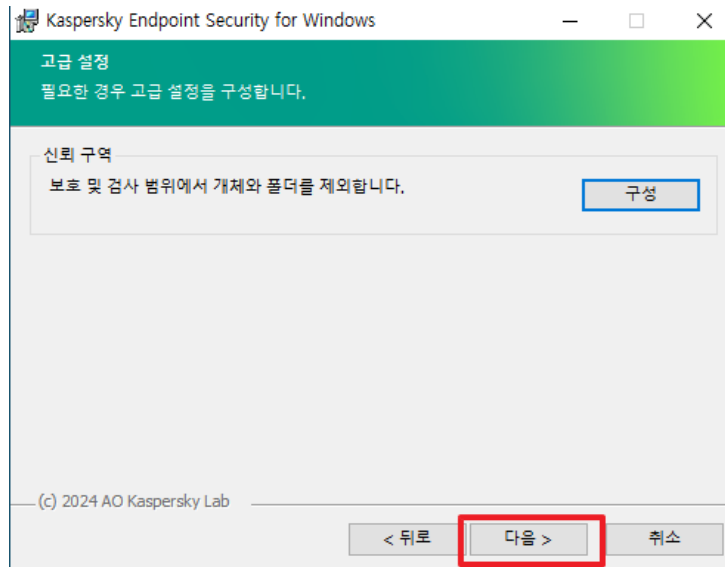 Kaspersky Endpoint Security for Windows
고급 설정
필요한 경우 고급 설정을 구성합니다.
신뢰 구역
보호 및 검사 범위에서 개체와 폴더를 제외합니다.
구성
(c) 2024 AO Kaspersky Lab
< 뒤로
다음 >
취소